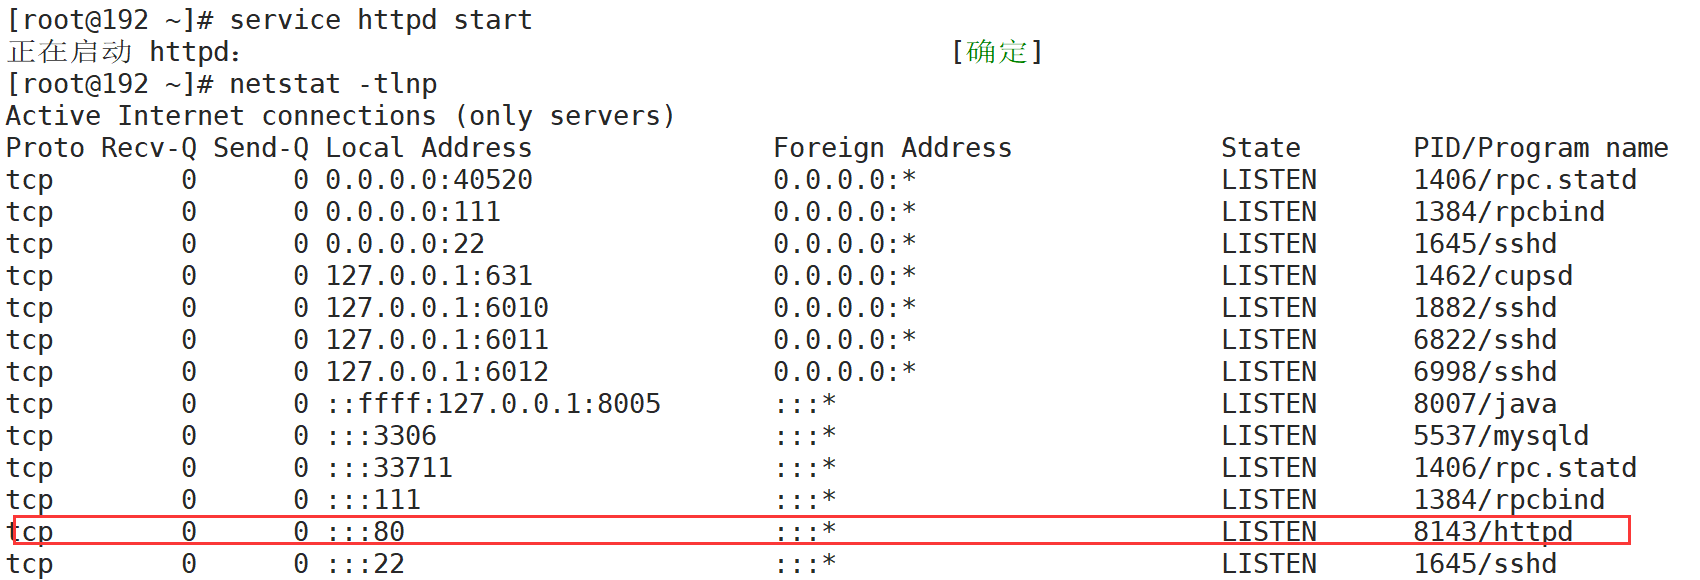 [root@192 ~]# service httpd start
正在启动 httpd: [确定]
[root@192 ~]# netstat -tlnp
Active Internet connections (only servers)
Proto Recv-Q Send-Q Local Address Foreign Address State PID/Program name
tcp 0 0 0.0.0.0:40520 0.0.0.0:* LISTEN 1406/rpc.statd
tcp 0 0 0.0.0.0:111 0.0.0.0:* LISTEN 1384/rpcbind
tcp 0 0 0.0.0.0:22 0.0.0.0:* LISTEN 1645/sshd
tcp 0 0 127.0.0.1:631 0.0.0.0:* LISTEN 1462/cupsd
tcp 0 0 127.0.0.1:6010 0.0.0.0:* LISTEN 1882/sshd
tcp 0 0 127.0.0.1:6011 0.0.0.0:* LISTEN 6822/sshd
tcp 0 0 127.0.0.1:6012 0.0.0.0:* LISTEN 6998/sshd
tcp 0 0 ::ffff:127.0.0.1:8005 :::* LISTEN 8007/java
tcp 0 0 :::3306 :::* LISTEN 5537/mysqld
tcp 0 0 :::33711 :::* LISTEN 1406/rpc.statd
tcp 0 0 :::111 :::* LISTEN 1384/rpcbind
tcp 0 0 :::80 :::* LISTEN 8143/httpd
tcp 0 0 :::22 :::* LISTEN 1645/sshd